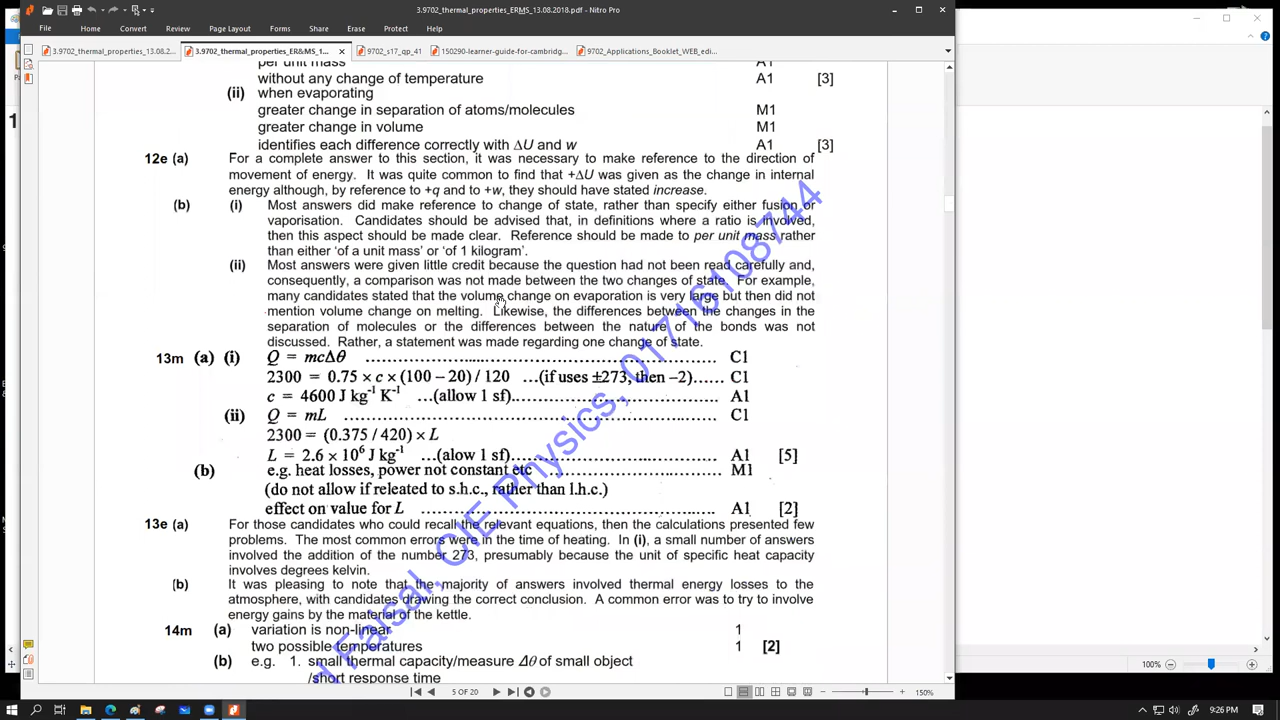 3.9702_thermal_properties_ERMS_13.08.2018.pdf - Nitro Pro
File Home Convert Review Page Layout Forms Share Erase Protect Help
3.9702_thermal_properties_13.08.2... 3.9702_thermal_properties_ER&MS_1... 9702_s17_qp_41 150290-learner-guide-for-cambridg... 9702_Applications_Booklet_WEB_edi...
per unit mass A1
without any change of temperature A1 [3]
(ii) when evaporating
greater change in separation of atoms/molecules M1
greater change in volume M1
identifies each difference correctly with ΔU and w A1 [3]
12e (a) For a complete answer to this section, it was necessary to make reference to the direction of
movement of energy. It was quite common to find that +ΔU was given as the change in internal
energy although, by reference to +q and to +w, they should have stated increase.
(b) (i) Most answers did make reference to change of state, rather than specify either fusion or
vaporisation. Candidates should be advised that, in definitions where a ratio is involved,
then this aspect should be made clear. Reference should be made to per unit mass rather
than either 'of a unit mass' or 'of 1 kilogram'.
(ii) Most answers were given little credit because the question had not been read carefully and,
consequently, a comparison was not made between the two changes of state. For example,
many candidates stated that the volume change on evaporation is very large but then did not
mention volume change on melting. Likewise, the differences between the changes in the
separation of molecules or the differences between the nature of the bonds was not
discussed. Rather, a statement was made regarding one change of state.
13m (a) (i) Q = mcΔθ ........................................................................ C1
2300 = 0.75 × c × (100 – 20) / 120 ...(if uses ±273, then –2)...... C1
c = 4600 J kg⁻¹ K⁻¹ ...(allow 1 sf)............................................. A1
(ii) Q = mL .............................................................................. C1
2300 = (0.375 / 420) × L
L = 2.6 × 10⁶ J kg⁻¹ ...(alow 1 sf)............................................. A1 [5]
(b) e.g. heat losses, power not constant etc ................................... M1
(do not allow if releated to s.h.c., rather than l.h.c.)
effect on value for L ............................................................ A1 [2]
13e (a) For those candidates who could recall the relevant equations, then the calculations presented few
problems. The most common errors were in the time of heating. In (i), a small number of answers
involved the addition of the number 273, presumably because the unit of specific heat capacity
involves degrees kelvin.
(b) It was pleasing to note that the majority of answers involved thermal energy losses to the
atmosphere, with candidates drawing the correct conclusion. A common error was to try to involve
energy gains by the material of the kettle.
14m (a) variation is non-linear 1
two possible temperatures 1 [2]
(b) e.g. 1. small thermal capacity/measure Δθ of small object
/short response time
d Faisal, CIE Physics, 01716108744
5 OF 20
150%
1
100%
9:26 PM